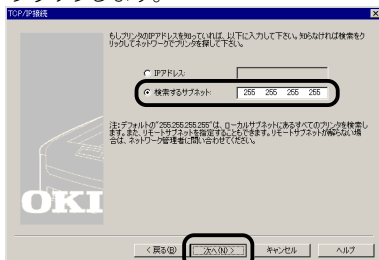 クリックします。
TCP/IP接続
もしプリンタのIPアドレスを知っていれば、以下に入力して下さい。知らなければ検索をク
リックしてネットワークでプリンタを探して下さい。
IPアドレス:
検索するサブネット: 255 255 255 255
注:デフォルトの"255.255.255.255"は、ローカルサブネットにあるすべてのプリンタを検索し
ます。また、リモートサブネットを指定することもできます。リモートサブネットが解らない場
合は、ネットワーク管理者に問い合わせてください。
OKI
< 戻る(B) 次へ(N) > キャンセル ヘルプ